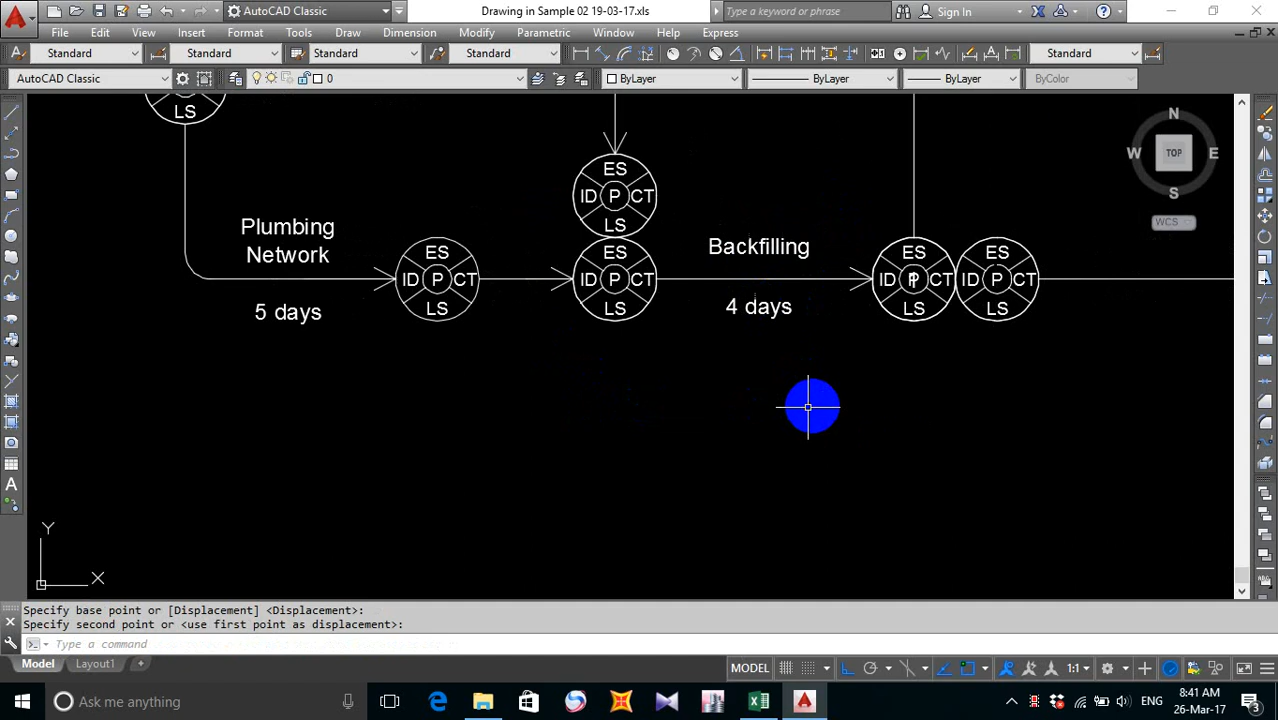 AutoCAD Classic
Drawing in Sample 02 19-03-17.xls
Type a keyword or phrase
Sign In
File Edit View Insert Format Tools Draw Dimension Modify Parametric Window Help Express
Standard Standard Standard Standard Standard
AutoCAD Classic 0 ByLayer ByLayer ByLayer ByColor
LS
ES
ID P CT
LS
Plumbing
Network
5 days
ES
ID P CT
LS
ES
ID P CT
LS
Backfilling
4 days
ES
ID P CT
LS
ES
ID P CT
LS
N
W TOP E
S
WCS
Y
X
Specify base point or [Displacement] <Displacement>:
Specify second point or <use first point as displacement>:
Type a command
Model Layout1 +
MODEL 1:1
Ask me anything
ENG
8:41 AM
26-Mar-17
3